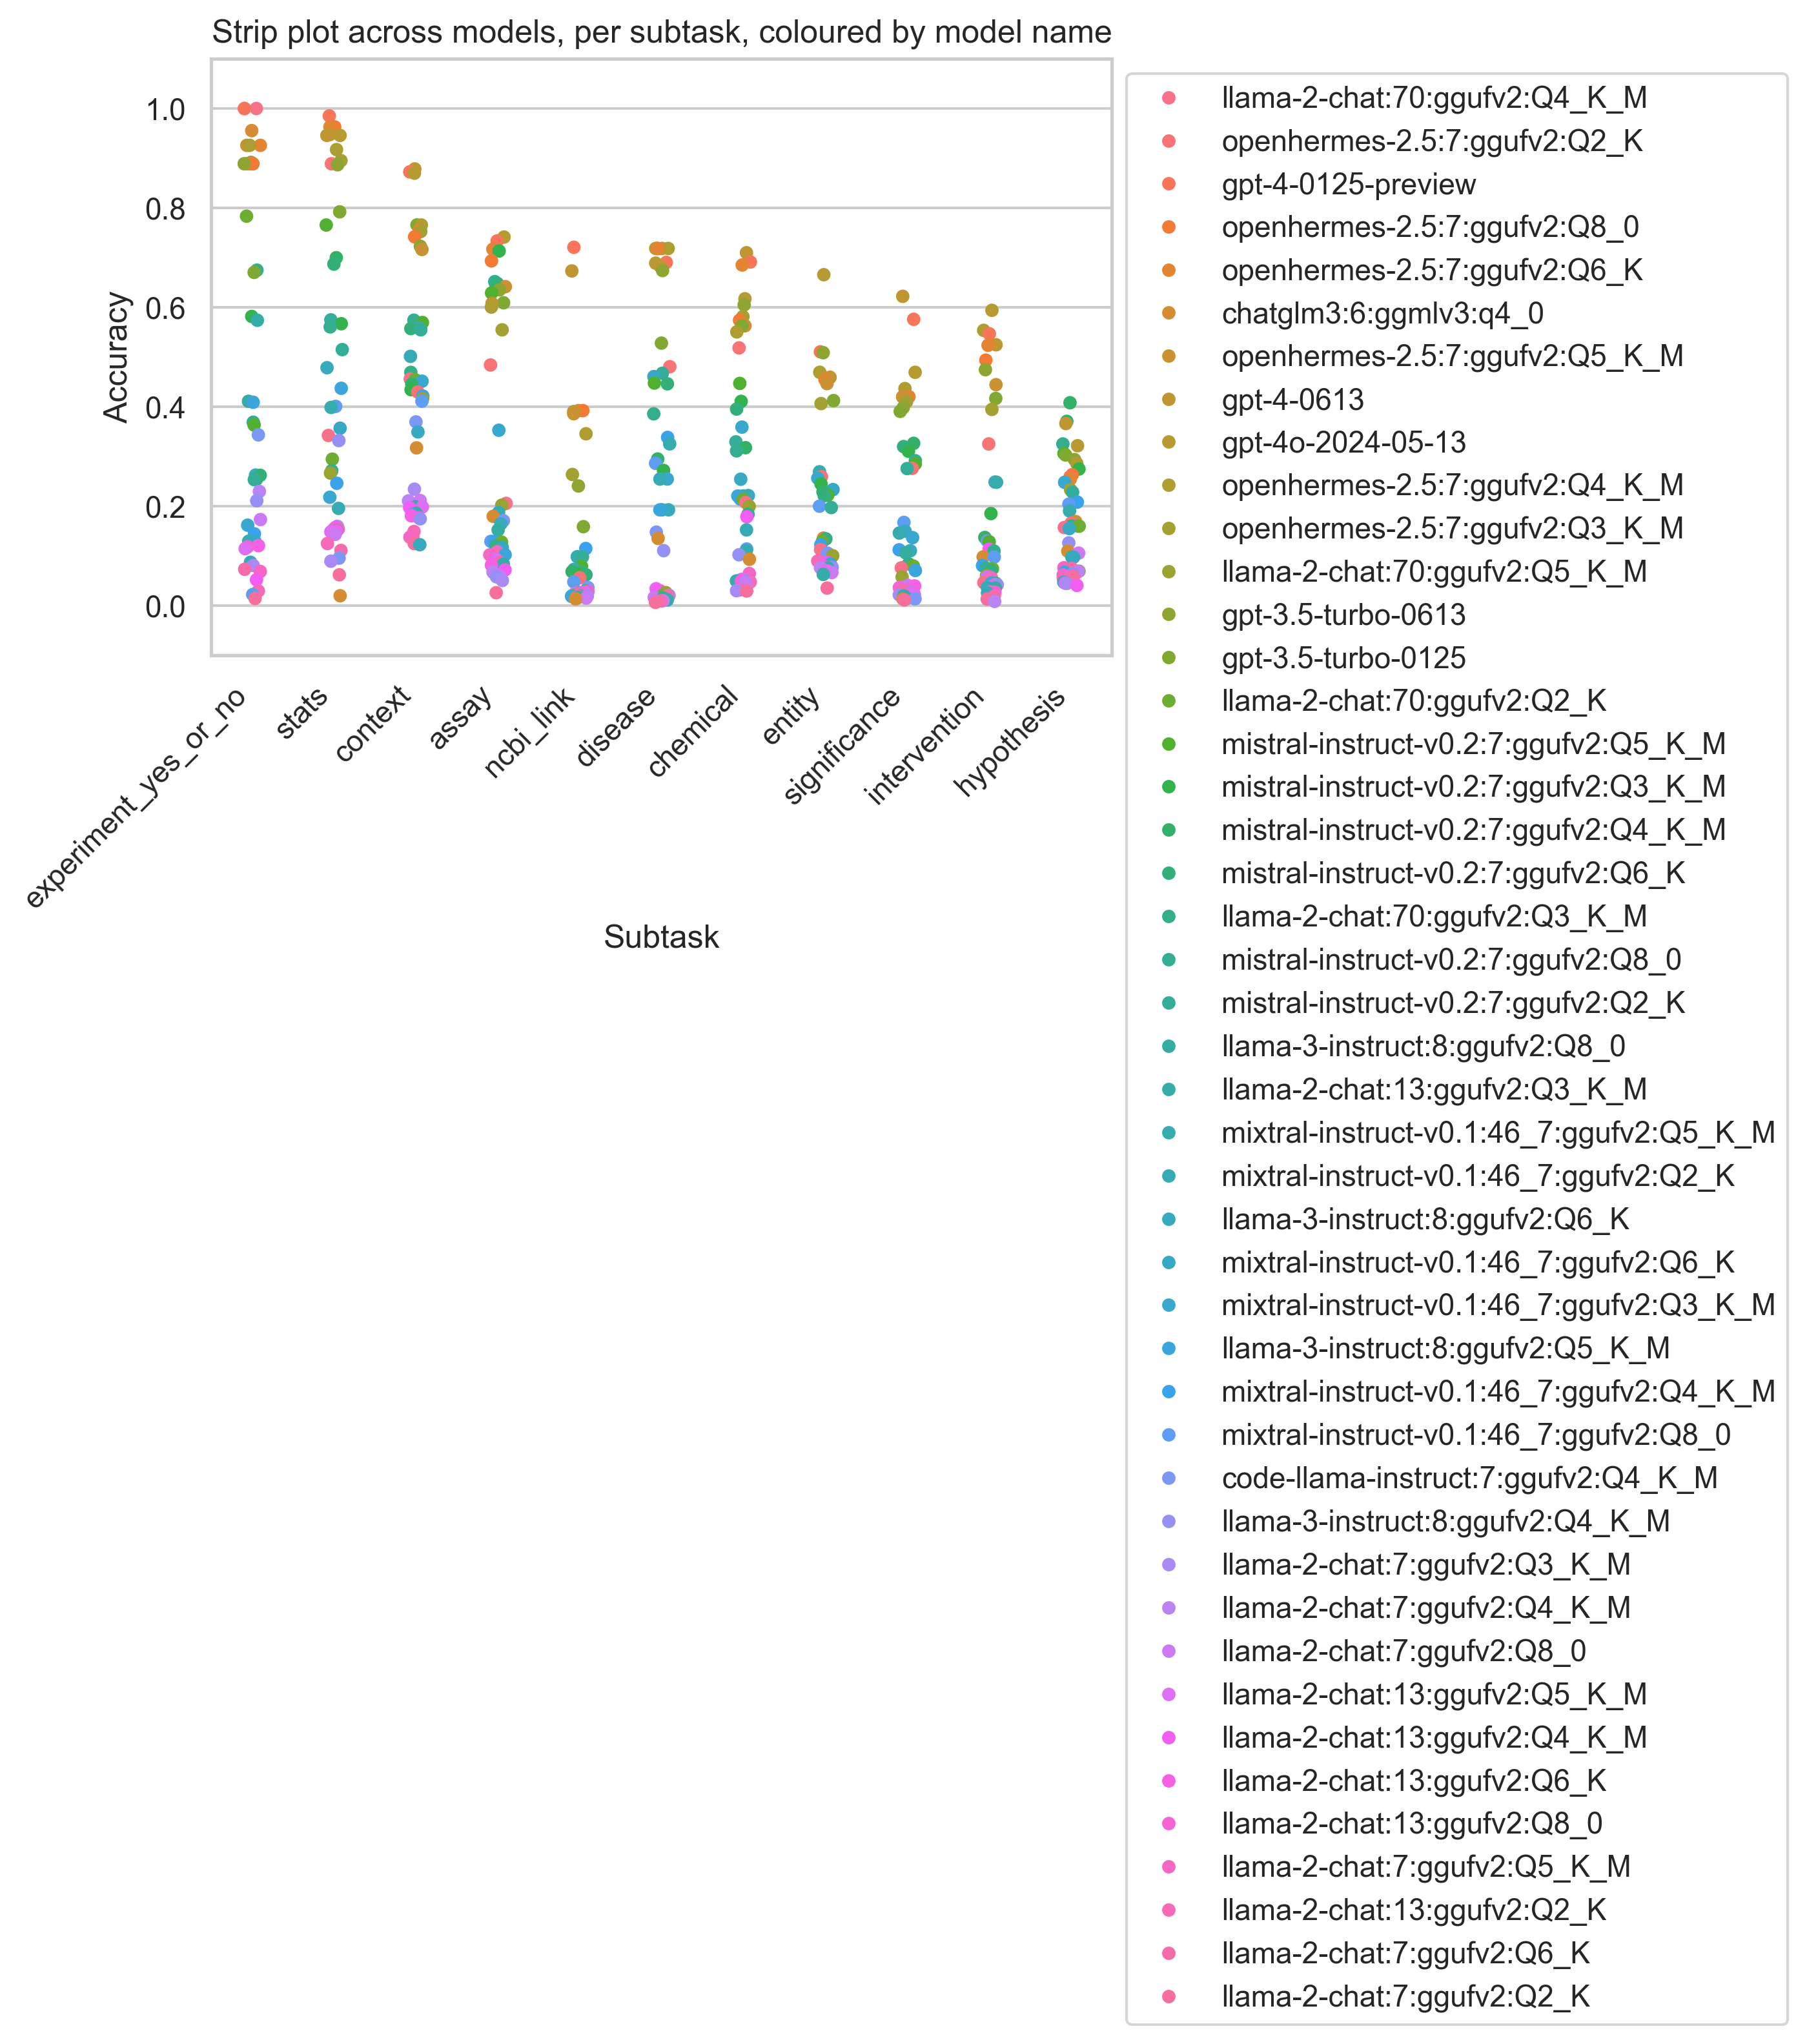 Strip plot across models, per subtask, coloured by model name
1.0
0.8
0.6
0.4
0.2
0.0
Accuracy
experiment_yes_or_no
stats
context
assay
ncbi_link
disease
chemical
entity
significance
intervention
hypothesis
Subtask
llama-2-chat:70:ggufv2:Q4_K_M
openhermes-2.5:7:ggufv2:Q2_K
gpt-4-0125-preview
openhermes-2.5:7:ggufv2:Q8_0
openhermes-2.5:7:ggufv2:Q6_K
chatglm3:6:ggmlv3:q4_0
openhermes-2.5:7:ggufv2:Q5_K_M
gpt-4-0613
gpt-4o-2024-05-13
openhermes-2.5:7:ggufv2:Q4_K_M
openhermes-2.5:7:ggufv2:Q3_K_M
llama-2-chat:70:ggufv2:Q5_K_M
gpt-3.5-turbo-0613
gpt-3.5-turbo-0125
llama-2-chat:70:ggufv2:Q2_K
mistral-instruct-v0.2:7:ggufv2:Q5_K_M
mistral-instruct-v0.2:7:ggufv2:Q3_K_M
mistral-instruct-v0.2:7:ggufv2:Q4_K_M
mistral-instruct-v0.2:7:ggufv2:Q6_K
llama-2-chat:70:ggufv2:Q3_K_M
mistral-instruct-v0.2:7:ggufv2:Q8_0
mistral-instruct-v0.2:7:ggufv2:Q2_K
llama-3-instruct:8:ggufv2:Q8_0
llama-2-chat:13:ggufv2:Q3_K_M
mixtral-instruct-v0.1:46_7:ggufv2:Q5_K_M
mixtral-instruct-v0.1:46_7:ggufv2:Q2_K
llama-3-instruct:8:ggufv2:Q6_K
mixtral-instruct-v0.1:46_7:ggufv2:Q6_K
mixtral-instruct-v0.1:46_7:ggufv2:Q3_K_M
llama-3-instruct:8:ggufv2:Q5_K_M
mixtral-instruct-v0.1:46_7:ggufv2:Q4_K_M
mixtral-instruct-v0.1:46_7:ggufv2:Q8_0
code-llama-instruct:7:ggufv2:Q4_K_M
llama-3-instruct:8:ggufv2:Q4_K_M
llama-2-chat:7:ggufv2:Q3_K_M
llama-2-chat:7:ggufv2:Q4_K_M
llama-2-chat:7:ggufv2:Q8_0
llama-2-chat:13:ggufv2:Q5_K_M
llama-2-chat:13:ggufv2:Q4_K_M
llama-2-chat:13:ggufv2:Q6_K
llama-2-chat:13:ggufv2:Q8_0
llama-2-chat:7:ggufv2:Q5_K_M
llama-2-chat:13:ggufv2:Q2_K
llama-2-chat:7:ggufv2:Q6_K
llama-2-chat:7:ggufv2:Q2_K